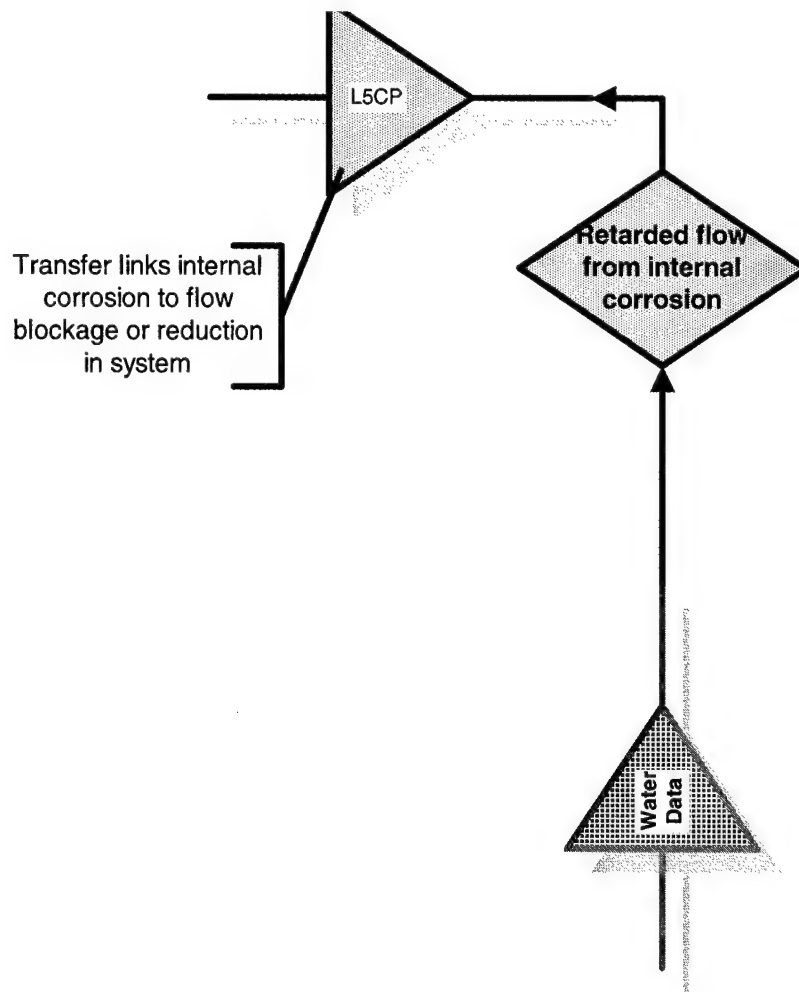 L5CP
Retarded flow
from internal
corrosion
Transfer links internal
corrosion to flow
blockage or reduction
in system
Water
Data